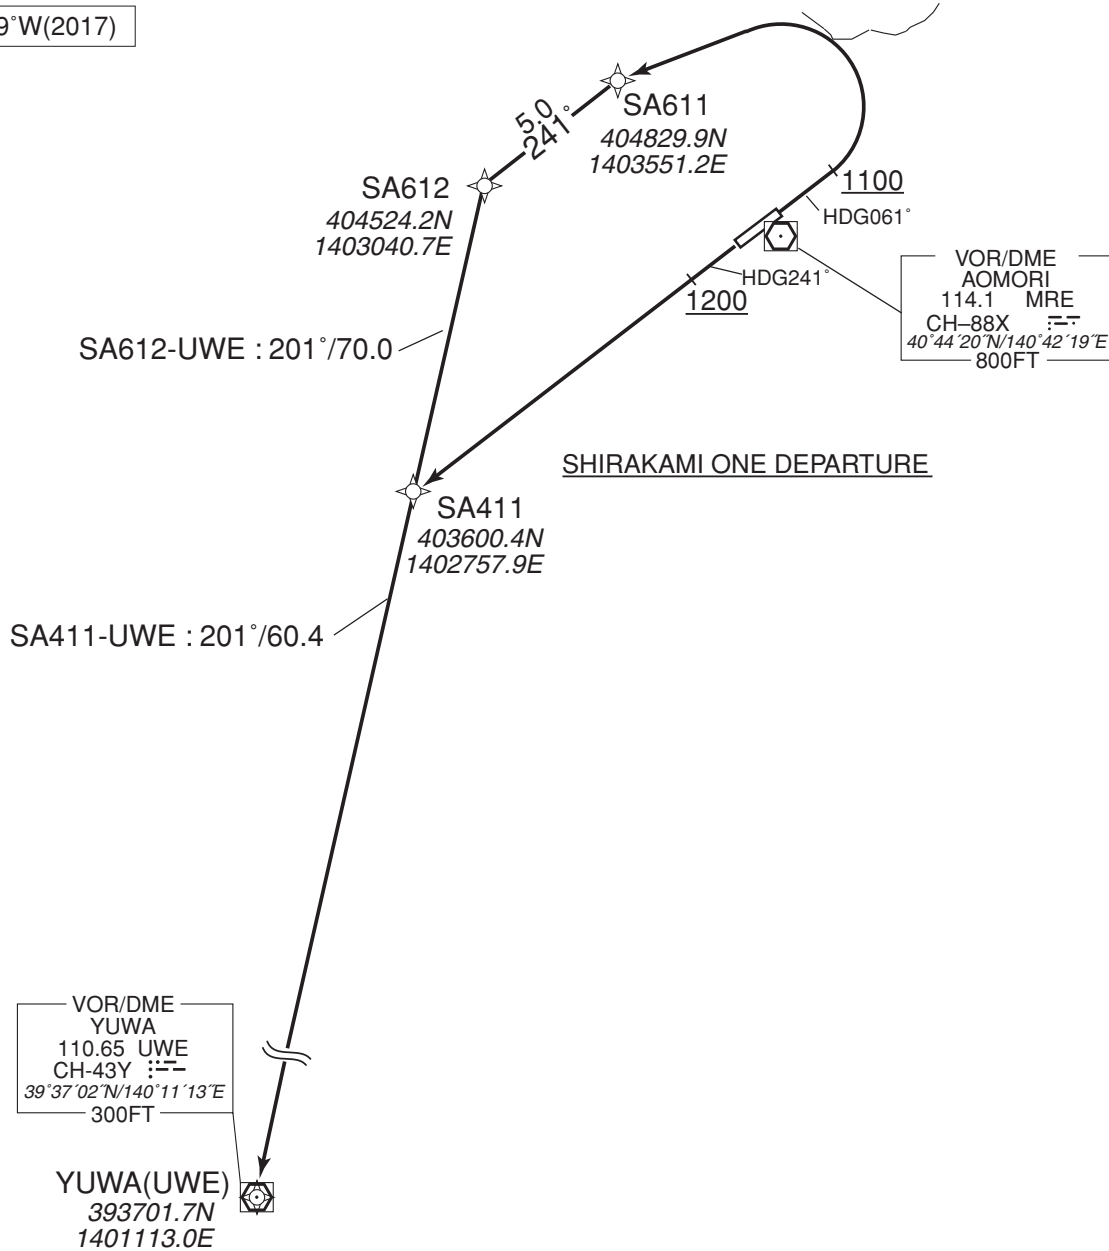 9°W(2017)
SA611
404829.9N
1403551.2E
5.0
241°
SA612
404524.2N
1403040.7E
1100
HDG061°
HDG241°
1200
VOR/DME
AOMORI
114.1 MRE
CH–88X
40°44´20˝N/140°42´19˝E
800FT
SA612-UWE : 201°/70.0
SHIRAKAMI ONE DEPARTURE
SA411
403600.4N
1402757.9E
SA411-UWE : 201°/60.4
VOR/DME
YUWA
110.65 UWE
CH-43Y
39°37´02˝N/140°11´13˝E
300FT
YUWA(UWE)
393701.7N
1401113.0E